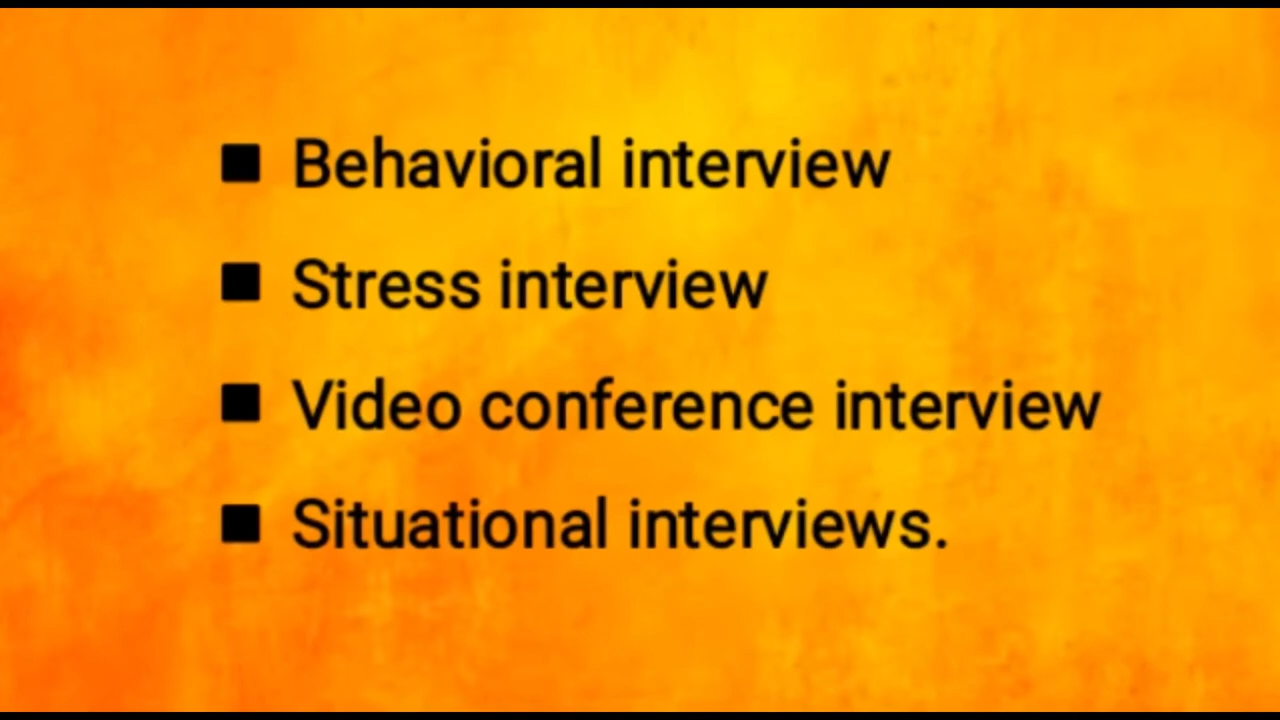 ■ Behavioral interview
■ Stress interview
■ Video conference interview
■ Situational interviews.